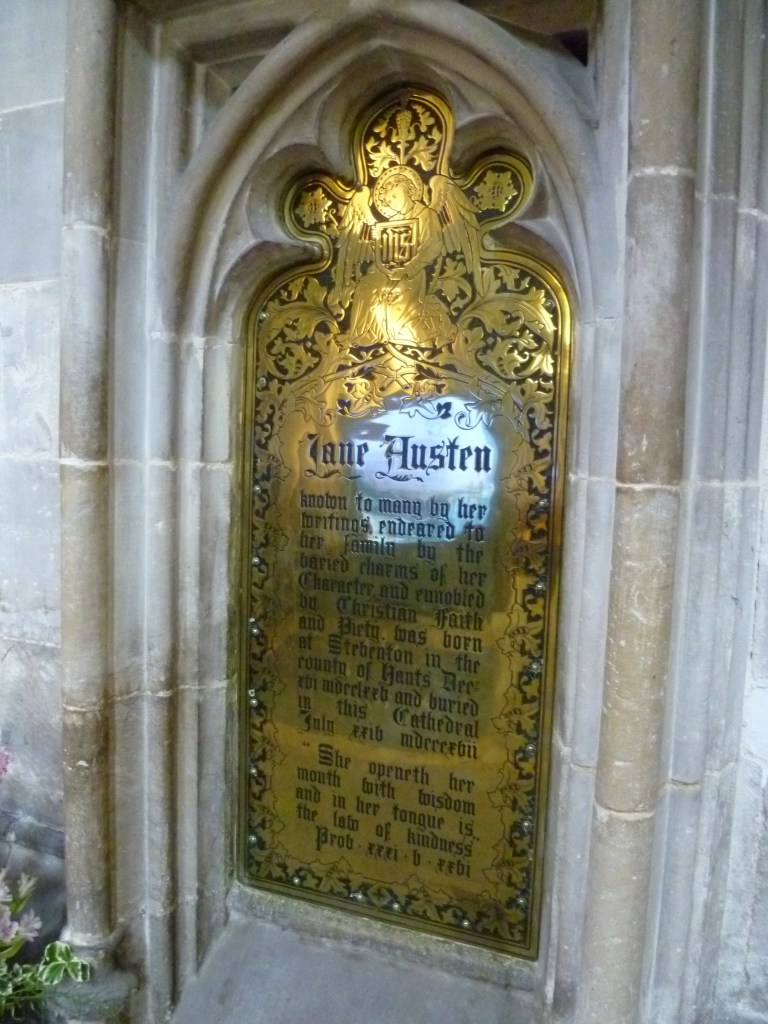 IHS
Jane Austen
known to many by her
writings, endeared to
her family by the
varied charms of her
Character and ennobled
by Christian Faith
and Piety. was born
at Steventon in the
county of Hants Dec:
xvi mdcclxxv and buried
in this Cathedral
July xxiv mdcccxvii
"She openeth her
mouth with wisdom
and in her tongue is
the law of kindness"
Prov · xxxi · v · xxvi